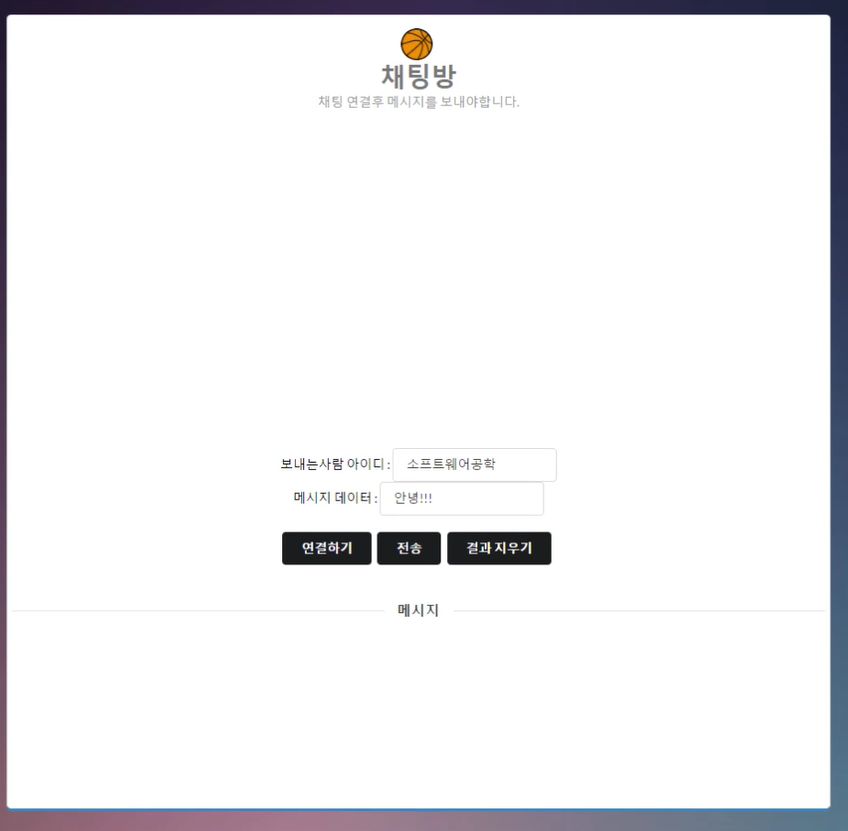 채팅방
채팅 연결후 메시지를 보내야합니다.
보내는사람 아이디 : 소프트웨어공학
메시지 데이터 : 안녕!!!
연결하기 전송 결과 지우기
메시지